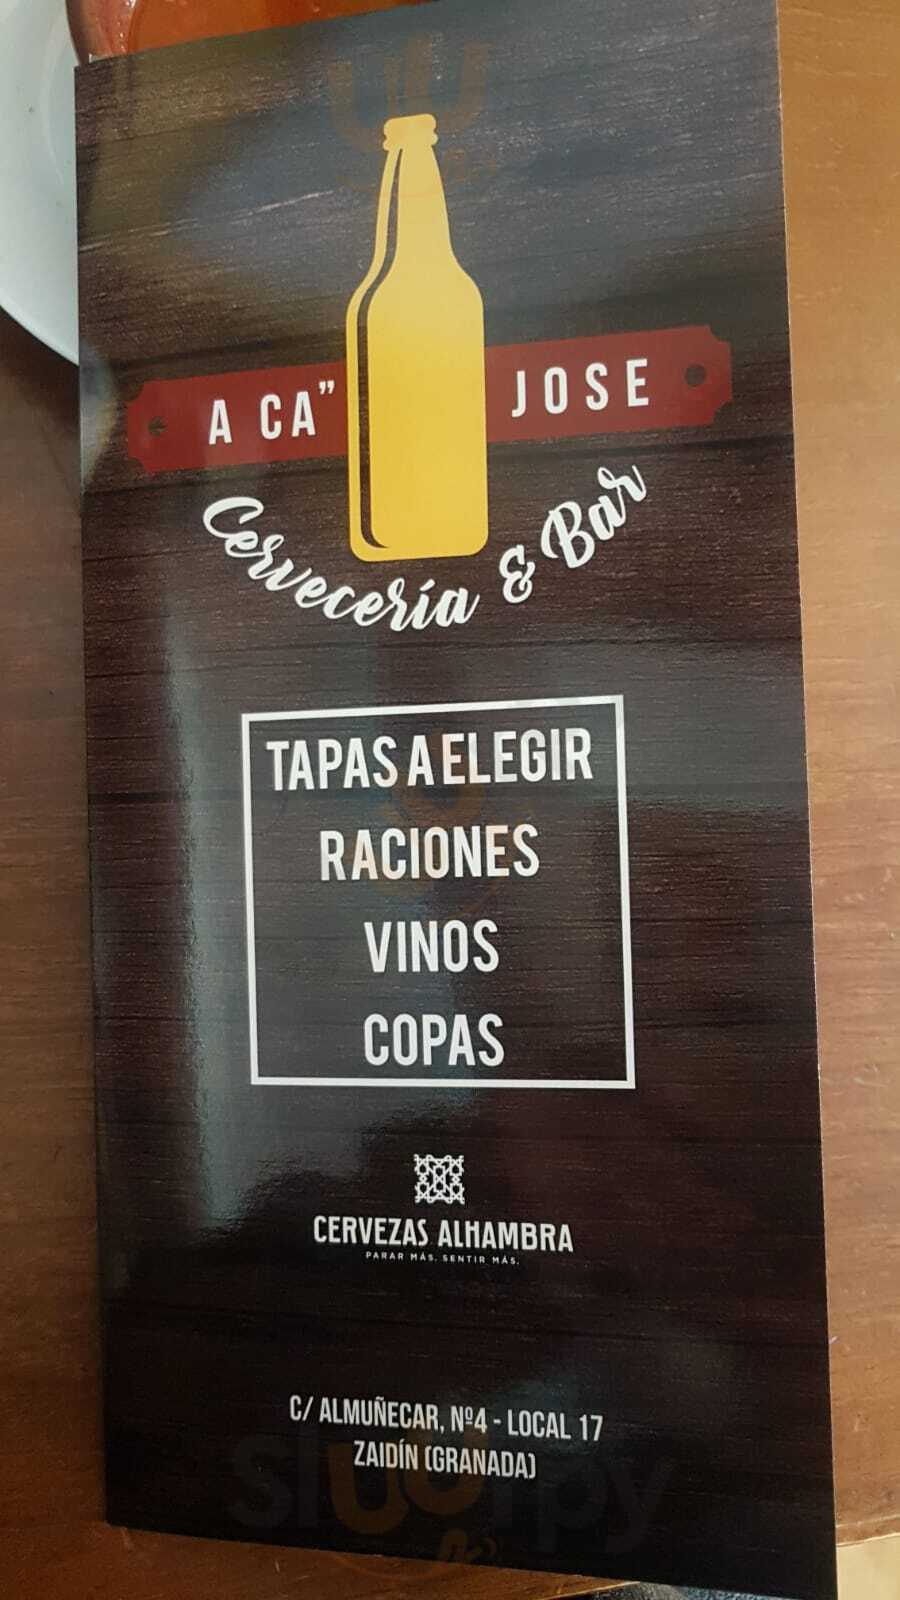 A CA" JOSE
Cervecería & Bar
TAPAS A ELEGIR
RACIONES
VINOS
COPAS
CERVEZAS ALHAMBRA
PARAR MÁS. SENTIR MÁS.
C/ ALMUÑECAR, Nº4 - LOCAL 17
ZAIDÍN (GRANADA)
sluurpy